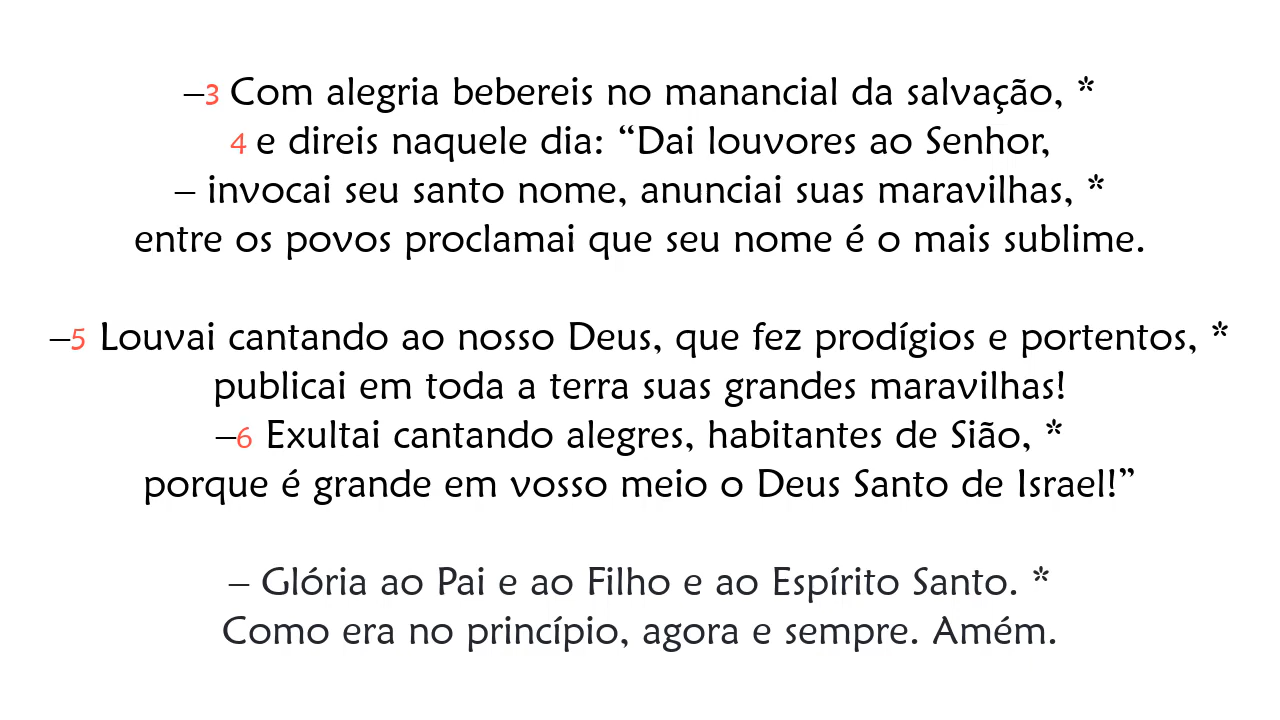 –3 Com alegria bebereis no manancial da salvação, *
4 e direis naquele dia: “Dai louvores ao Senhor,
– invocai seu santo nome, anunciai suas maravilhas, *
entre os povos proclamai que seu nome é o mais sublime.
–5 Louvai cantando ao nosso Deus, que fez prodígios e portentos, *
publicai em toda a terra suas grandes maravilhas!
–6 Exultai cantando alegres, habitantes de Sião, *
porque é grande em vosso meio o Deus Santo de Israel!”
– Glória ao Pai e ao Filho e ao Espírito Santo. *
Como era no princípio, agora e sempre. Amém.